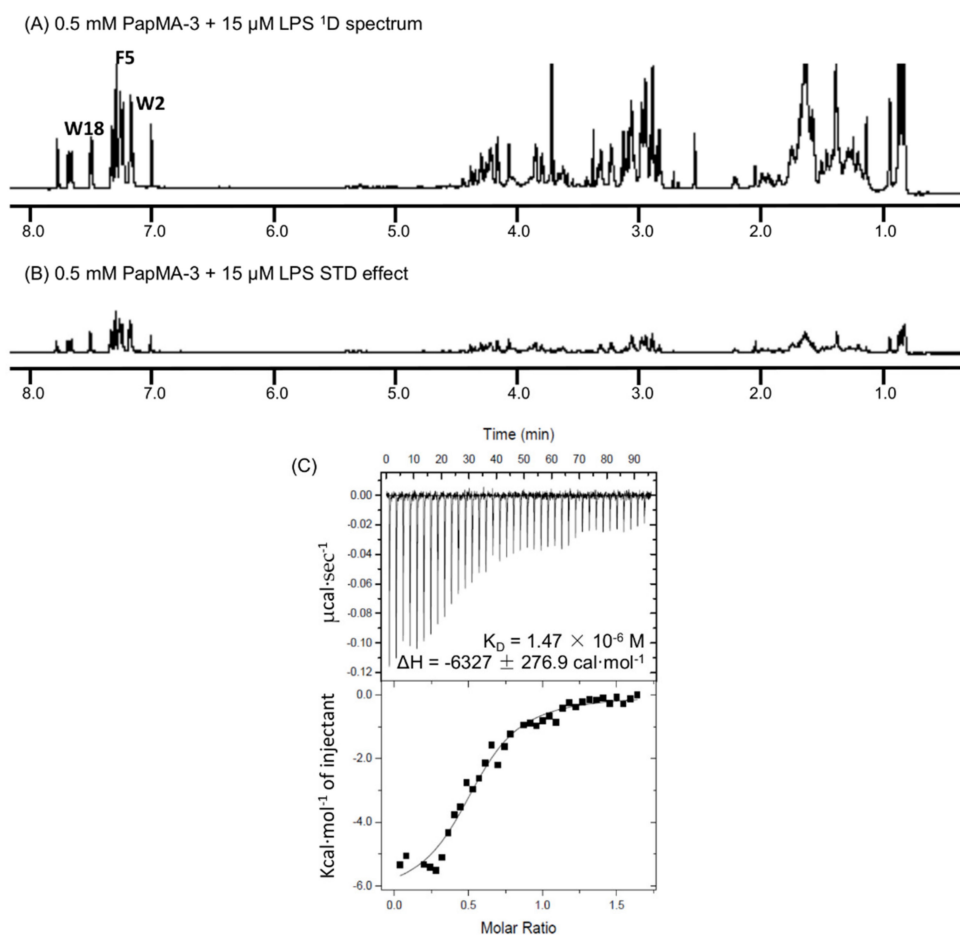 (A) 0.5 mM PapMA-3 + 15 µM LPS ¹D spectrum
F5
W18
W2
8.0 7.0 6.0 5.0 4.0 3.0 2.0 1.0
(B) 0.5 mM PapMA-3 + 15 µM LPS STD effect
8.0 7.0 6.0 5.0 4.0 3.0 2.0 1.0
(C)
Time (min)
0 10 20 30 40 50 60 70 80 90
0.00
-0.02
-0.04
-0.06
-0.08
-0.10
-0.12
µcal·sec⁻¹
K_D = 1.47 × 10⁻⁶ M
ΔH = -6327 ± 276.9 cal·mol⁻¹
0.0
-2.0
-4.0
-6.0
Kcal·mol⁻¹ of injectant
0.0 0.5 1.0 1.5
Molar Ratio